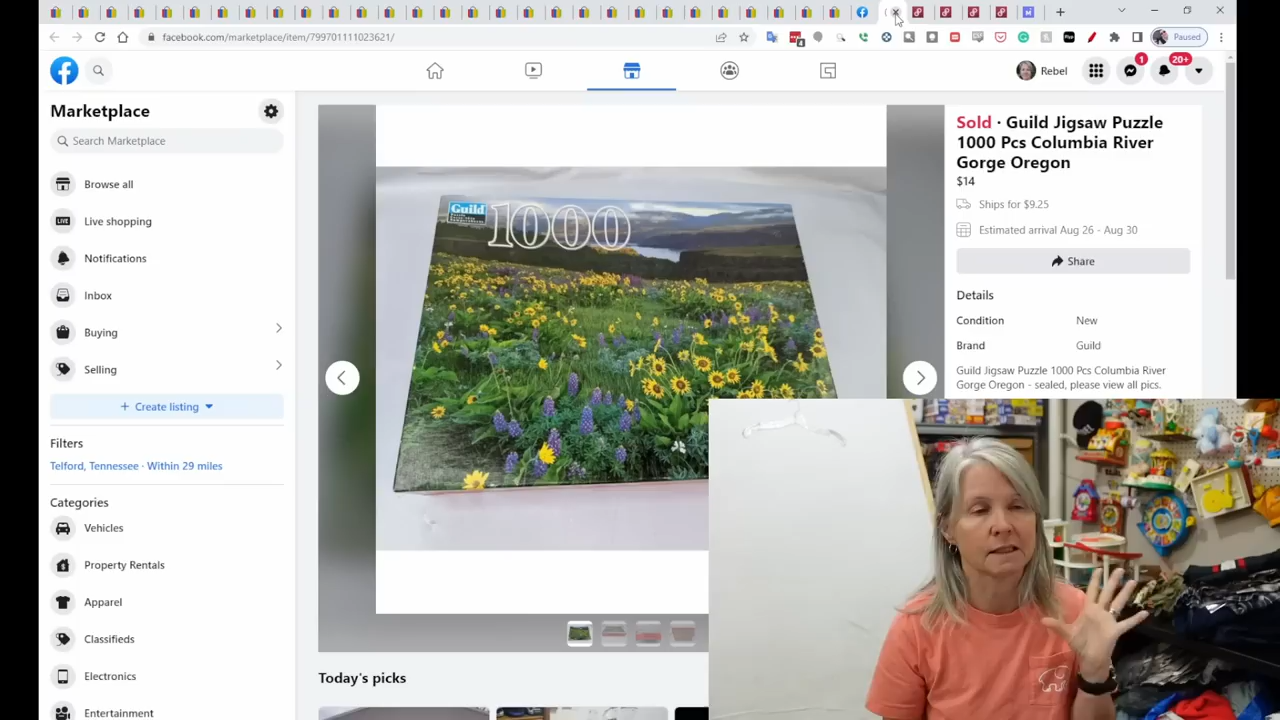 facebook.com/marketplace/item/799701111023621/
4
Paused
Rebel
1
20+
Marketplace
Search Marketplace
Browse all
LIVE
Live shopping
Notifications
Inbox
Buying
Selling
+ Create listing
Filters
Telford, Tennessee · Within 29 miles
Categories
Vehicles
Property Rentals
Apparel
Classifieds
Electronics
Entertainment
Guild
1000
Today's picks
Sold · Guild Jigsaw Puzzle
1000 Pcs Columbia River
Gorge Oregon
$14
Ships for $9.25
Estimated arrival Aug 26 - Aug 30
Share
Details
Condition New
Brand Guild
Guild Jigsaw Puzzle 1000 Pcs Columbia River
Gorge Oregon - sealed, please view all pics.